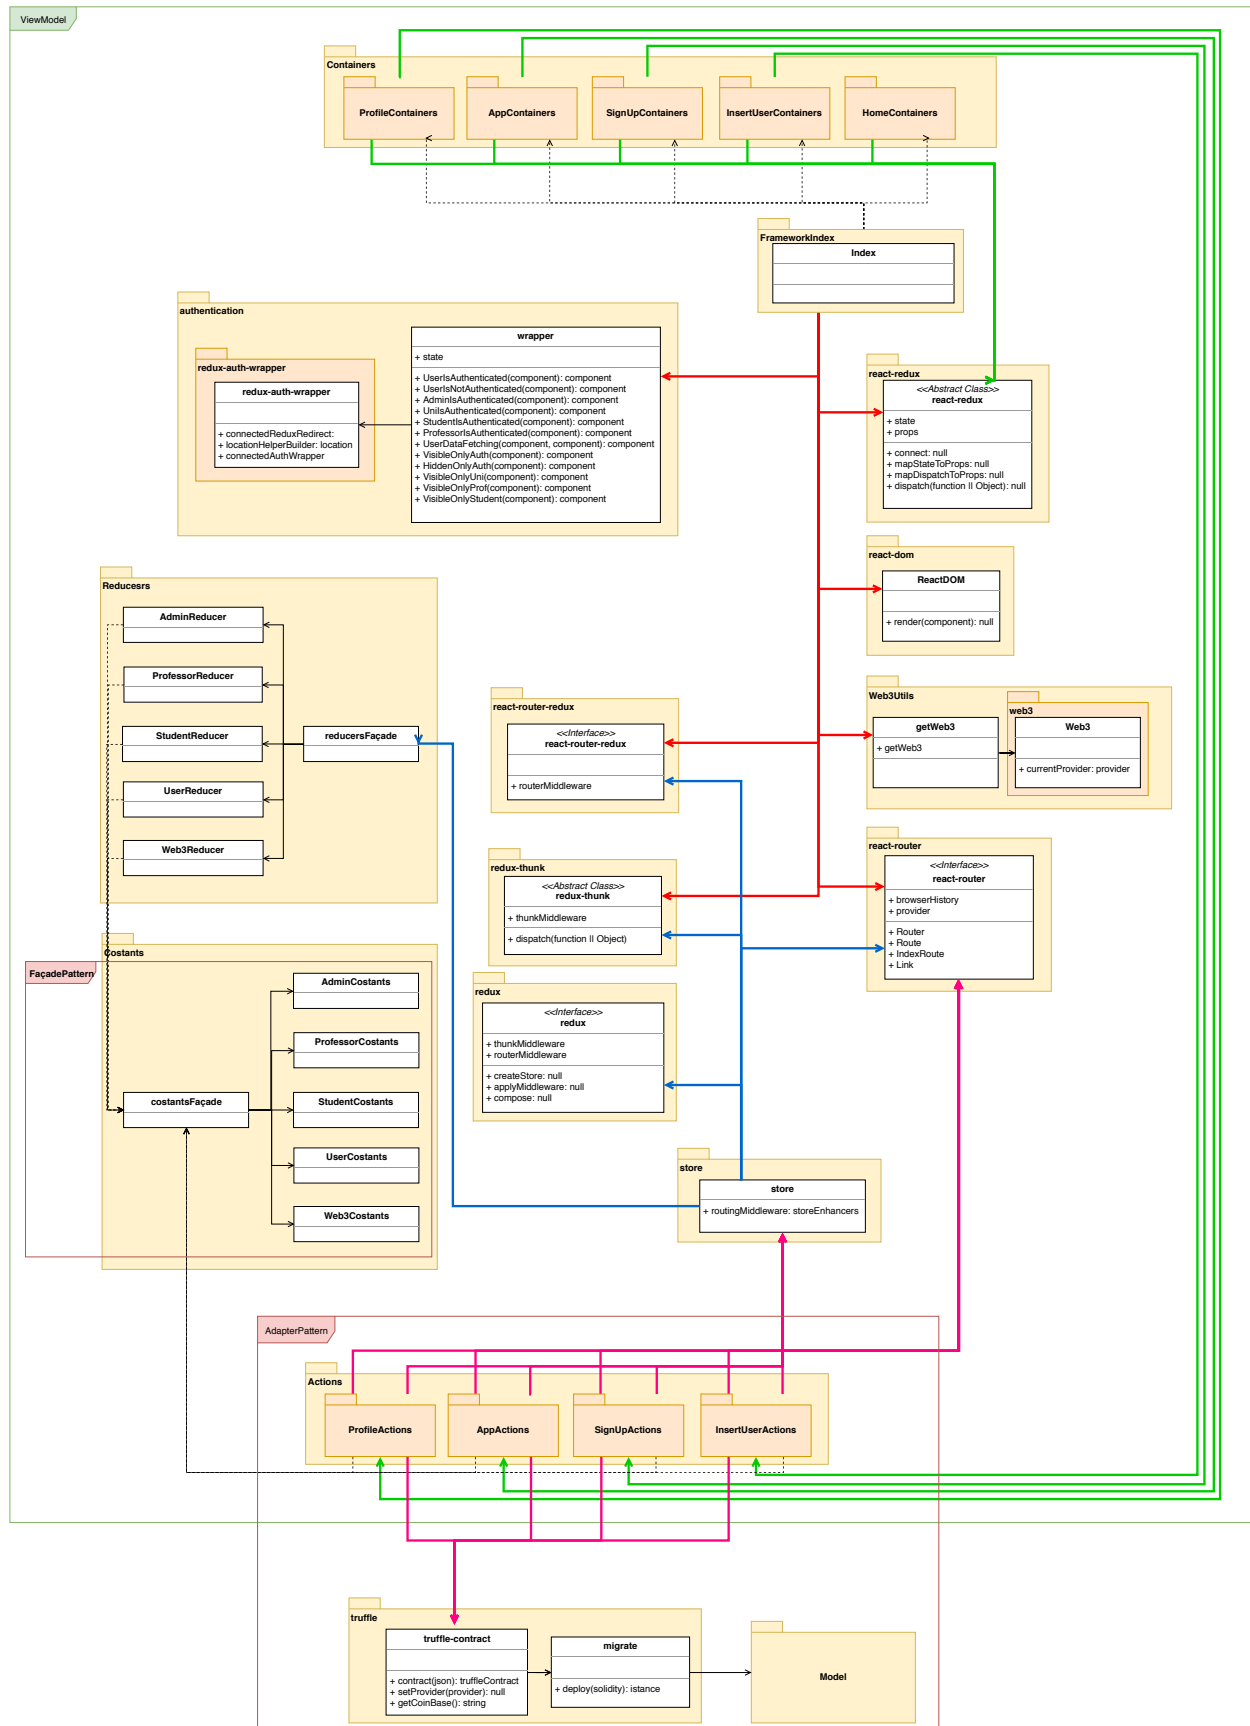 ViewModel
Containers
ProfileContainers
AppContainers
SignUpContainers
InsertUserContainers
HomeContainers
FrameworkIndex
Index
authentication
redux-auth-wrapper
redux-auth-wrapper
+ connectedReduxRedirect:
+ locationHelperBuilder: location
+ connectedAuthWrapper
wrapper
+ state
+ UserIsAuthenticated(component): component
+ UserIsNotAuthenticated(component): component
+ AdminIsAuthenticated(component): component
+ UniIsAuthenticated(component): component
+ StudentIsAuthenticated(component): component
+ ProfessorIsAuthenticated(component): component
+ UserDataFetching(component, component): component
+ VisibleOnlyAuth(component): component
+ HiddenOnlyAuth(component): component
+ VisibleOnlyUni(component): component
+ VisibleOnlyProf(component): component
+ VisibleOnlyStudent(component): component
react-redux
<<Abstract Class>>
react-redux
+ state
+ props
+ connect: null
+ mapStateToProps: null
+ mapDispatchToProps: null
+ dispatch(function || Object): null
react-dom
ReactDOM
+ render(component): null
Reducesrs
AdminReducer
ProfessorReducer
StudentReducer
UserReducer
Web3Reducer
reducersFaçade
react-router-redux
<<Interface>>
react-router-redux
+ routerMiddleware
Web3Utils
getWeb3
+ getWeb3
web3
Web3
+ currentProvider: provider
redux-thunk
<<Abstract Class>>
redux-thunk
+ thunkMiddleware
+ dispatch(function || Object)
react-router
<<Interface>>
react-router
+ browserHistory
+ provider
+ Router
+ Route
+ IndexRoute
+ Link
Costants
FaçadePattern
AdminCostants
ProfessorCostants
costantsFaçade
StudentCostants
UserCostants
Web3Costants
redux
<<Interface>>
redux
+ thunkMiddleware
+ routerMiddleware
+ createStore: null
+ applyMiddleware: null
+ compose: null
store
store
+ routingMiddleware: storeEnhancers
AdapterPattern
Actions
ProfileActions
AppActions
SignUpActions
InsertUserActions
truffle
truffle-contract
+ contract(json): truffleContract
+ setProvider(provider): null
+ getCoinBase(): string
migrate
+ deploy(solidity): istance
Model